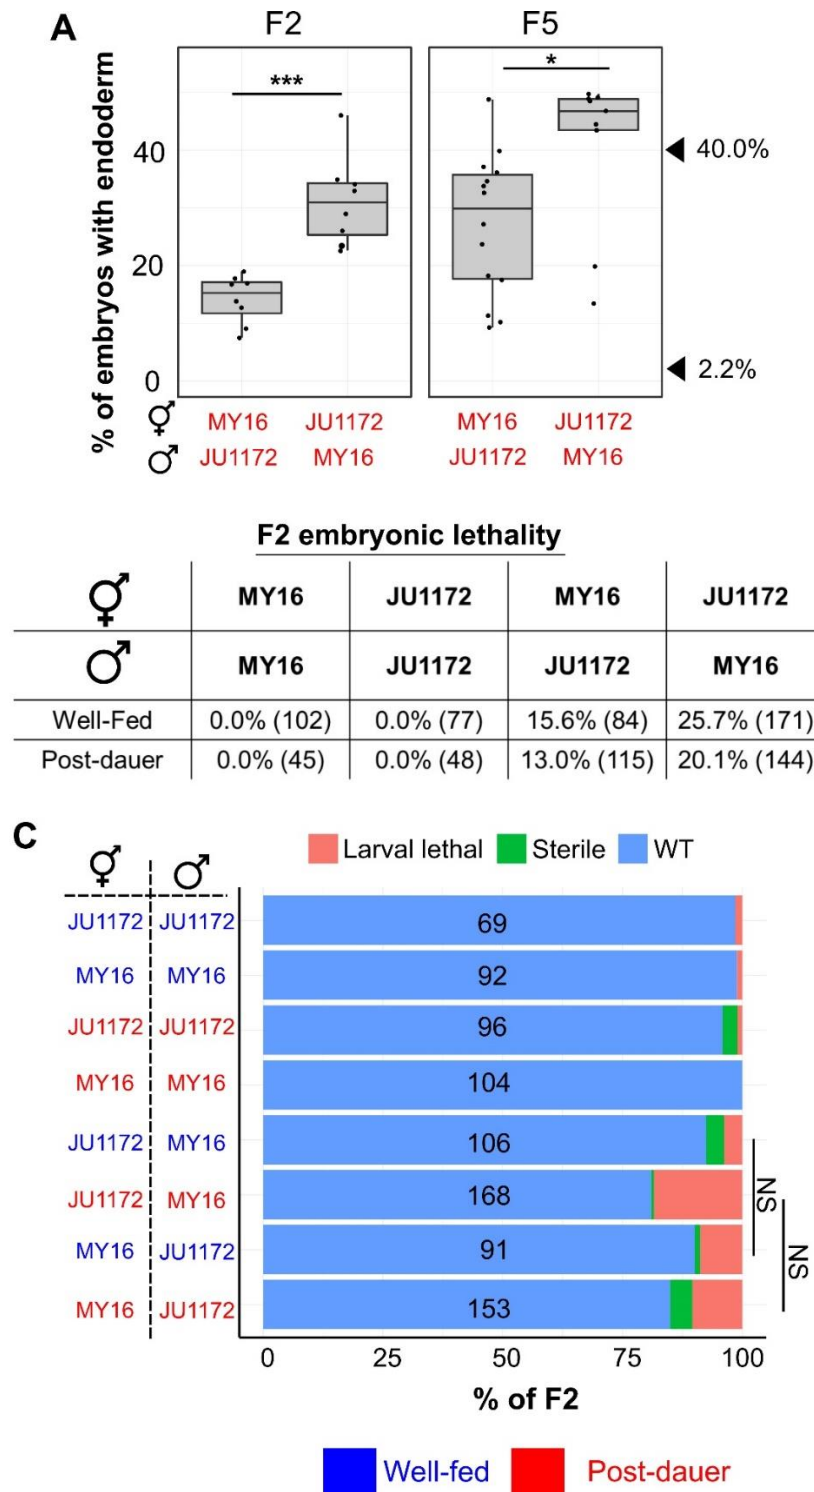 A
F2 F5
*** *
% of embryos with endoderm
40
20
0
40.0%
2.2%
⚥ MY16 JU1172 MY16 JU1172
♂ JU1172 MY16 JU1172 MY16
F2 embryonic lethality
⚥ MY16 JU1172 MY16 JU1172
♂ MY16 JU1172 JU1172 MY16
Well-Fed 0.0% (102) 0.0% (77) 15.6% (84) 25.7% (171)
Post-dauer 0.0% (45) 0.0% (48) 13.0% (115) 20.1% (144)
C
Larval lethal Sterile WT
⚥ ♂
JU1172 JU1172 69
MY16 MY16 92
JU1172 JU1172 96
MY16 MY16 104
JU1172 MY16 106
JU1172 MY16 168
MY16 JU1172 91
MY16 JU1172 153
NS
NS
0 25 50 75 100
% of F2
Well-fed Post-dauer